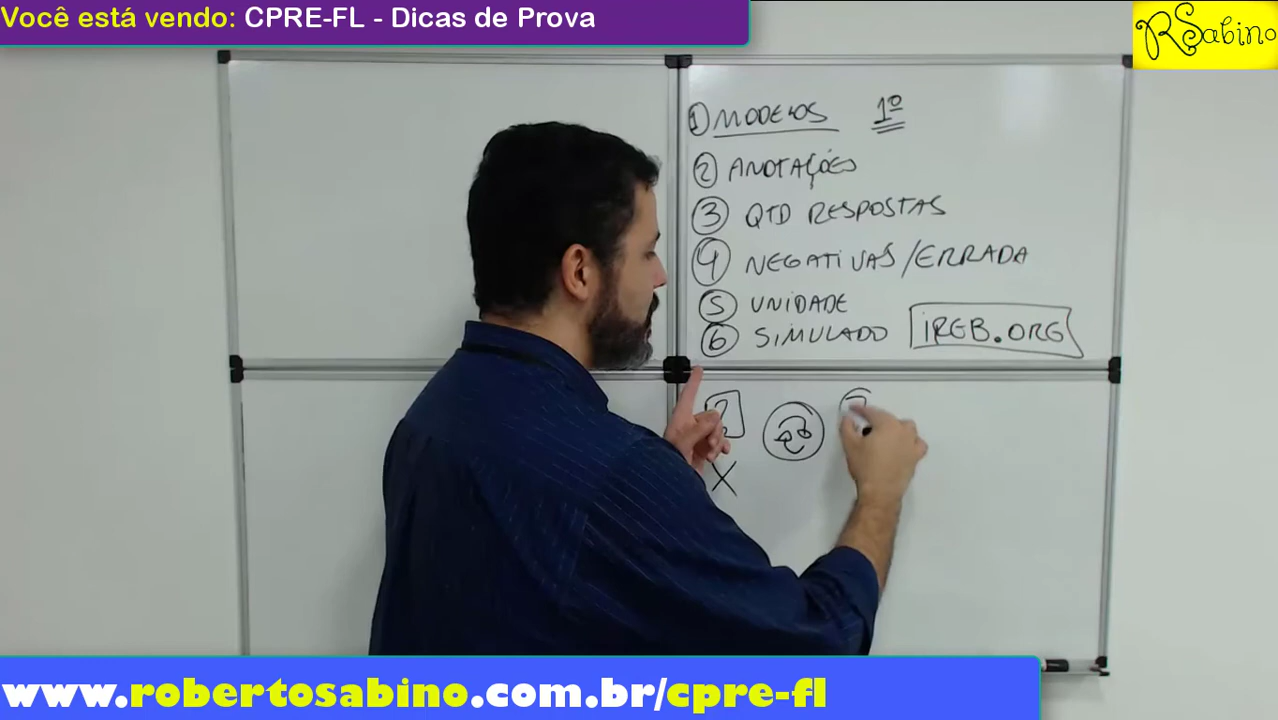 Você está vendo: CPRE-FL - Dicas de Prova
RSabino
① MODELOS 1º
② ANOTAÇÕES
③ QTD RESPOSTAS
④ NEGATIVAS/ERRADA
⑤ UNIDADE
⑥ SIMULADO IREB.ORG
X
www.robertosabino.com.br/cpre-fl